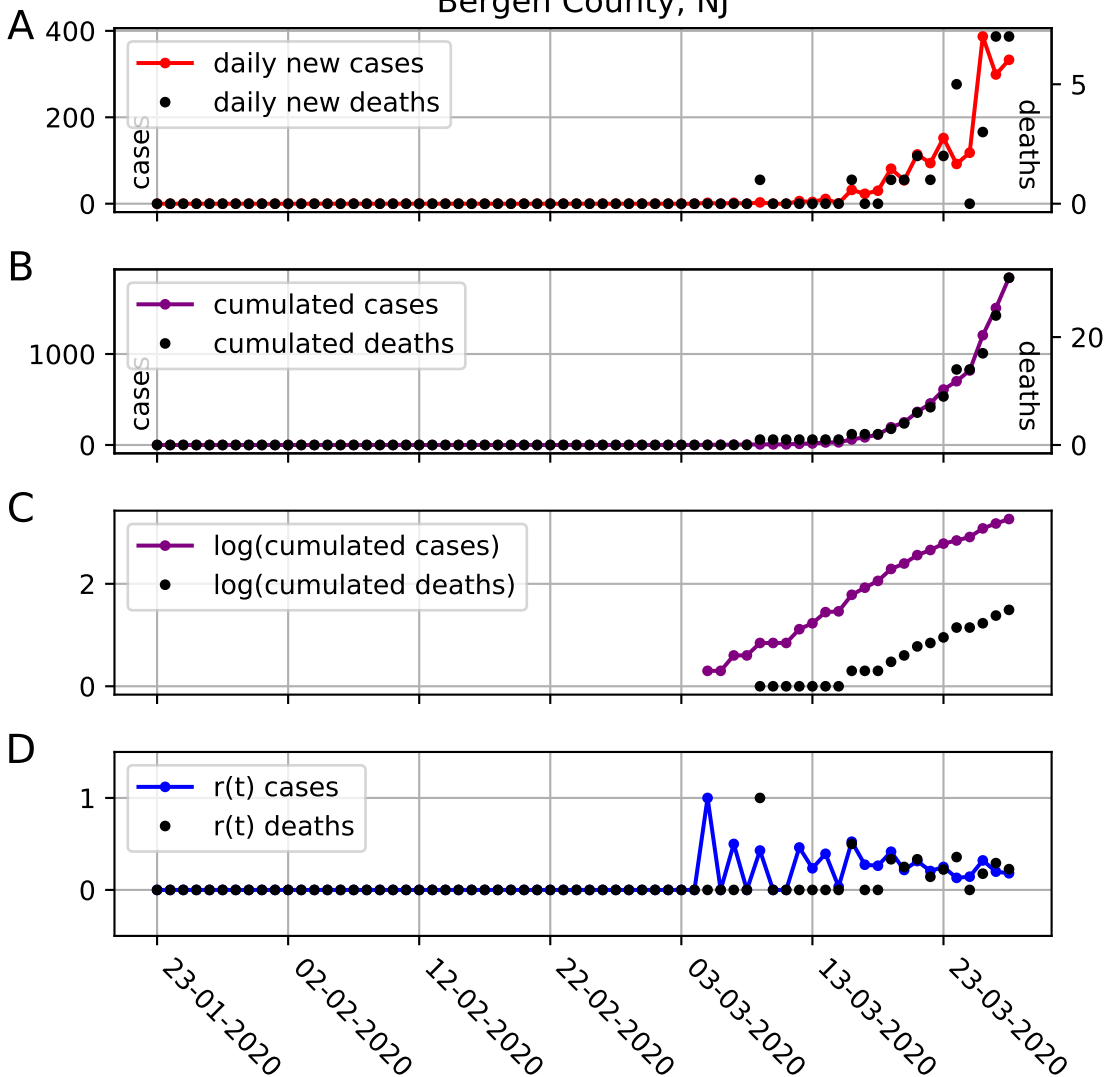 Bergen County, NJ
A
400
200
0
cases
daily new cases
daily new deaths
5
0
deaths
B
1000
0
cases
cumulated cases
cumulated deaths
20
0
deaths
C
2
0
log(cumulated cases)
log(cumulated deaths)
D
1
0
r(t) cases
r(t) deaths
23-01-2020
02-02-2020
12-02-2020
22-02-2020
03-03-2020
13-03-2020
23-03-2020